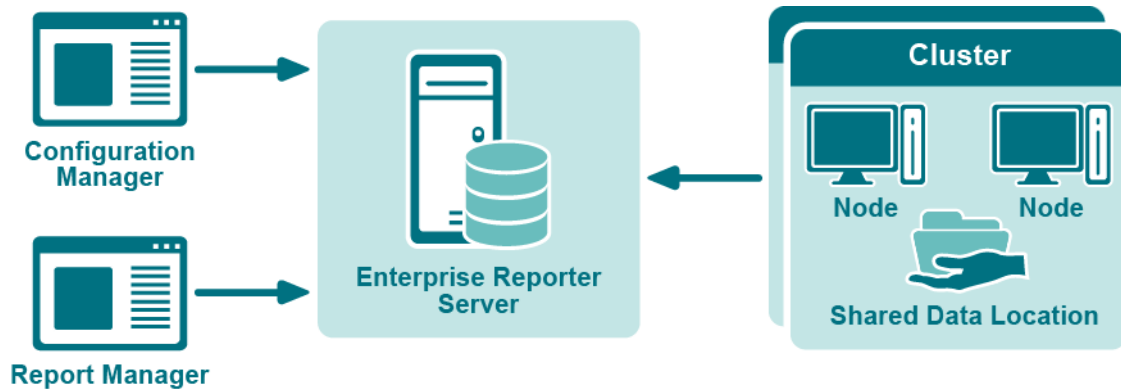 Configuration
Manager
Report Manager
Enterprise Reporter
Server
Cluster
Node
Node
Shared Data Location